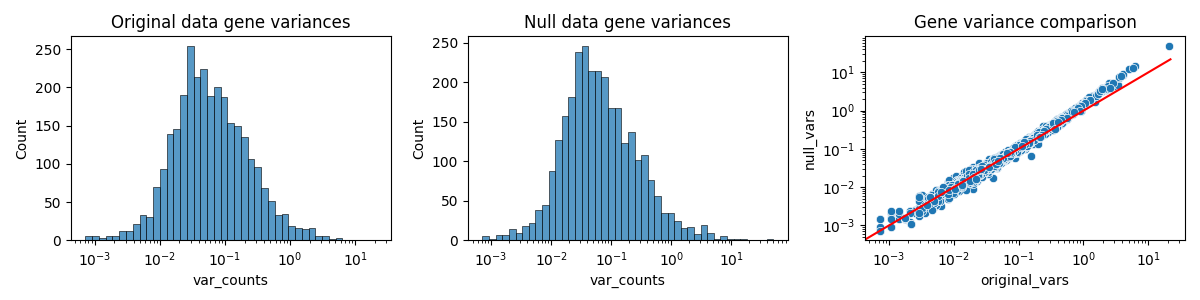 Original data gene variances
250
200
150
100
50
0
Count
10⁻³ 10⁻² 10⁻¹ 10⁰ 10¹
var_counts
Null data gene variances
250
200
150
100
50
0
Count
10⁻³ 10⁻² 10⁻¹ 10⁰ 10¹
var_counts
Gene variance comparison
10¹
10⁰
10⁻¹
10⁻²
10⁻³
null_vars
10⁻³ 10⁻² 10⁻¹ 10⁰ 10¹
original_vars